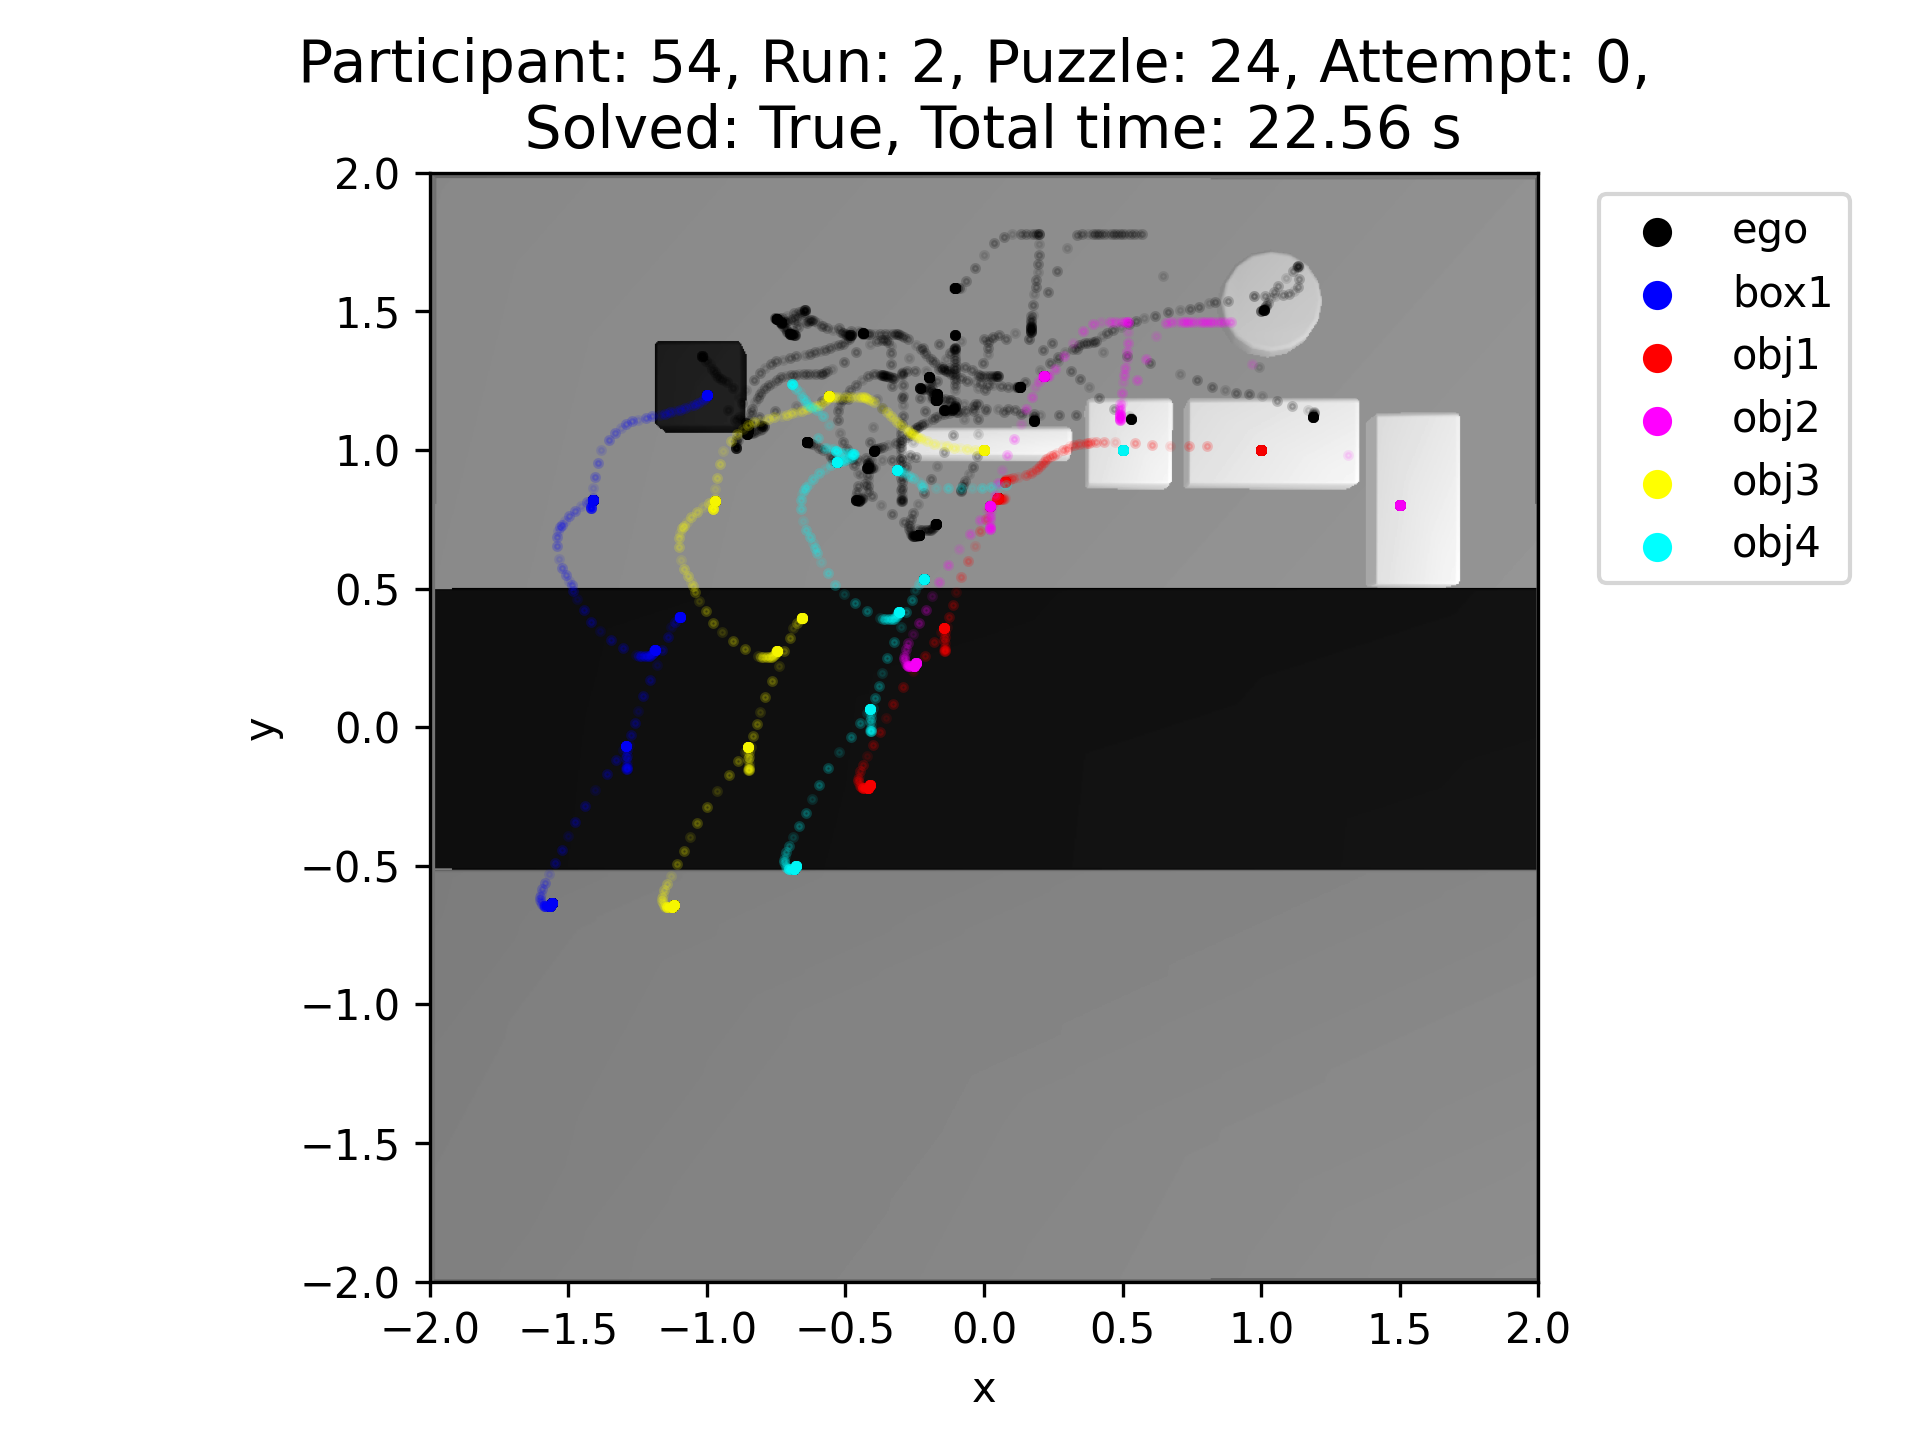 Participant: 54, Run: 2, Puzzle: 24, Attempt: 0,
Solved: True, Total time: 22.56 s
2.0
1.5
1.0
0.5
0.0
−0.5
−1.0
−1.5
−2.0
y
−2.0 −1.5 −1.0 −0.5 0.0 0.5 1.0 1.5 2.0
x
ego
box1
obj1
obj2
obj3
obj4